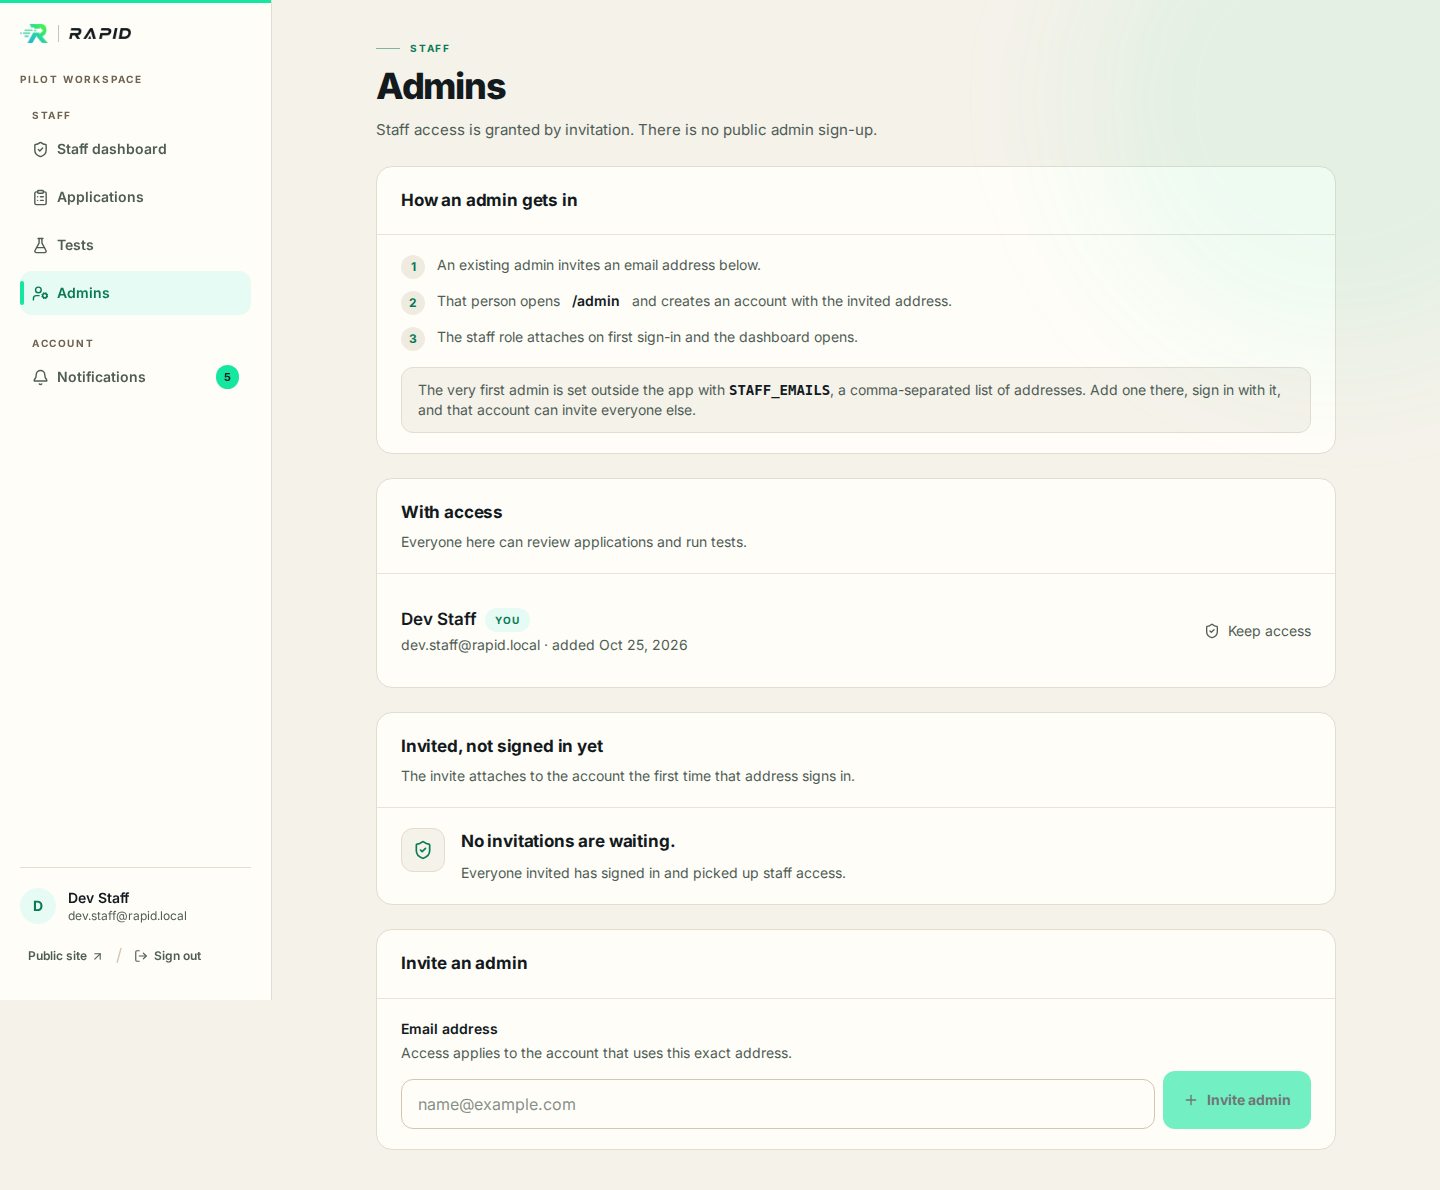 RAPID
PILOT WORKSPACE
STAFF
Staff dashboard
Applications
Tests
Admins
ACCOUNT
Notifications 5
D
Dev Staff
dev.staff@rapid.local
Public site / Sign out
STAFF
Admins
Staff access is granted by invitation. There is no public admin sign-up.
How an admin gets in
1 An existing admin invites an email address below.
2 That person opens /admin and creates an account with the invited address.
3 The staff role attaches on first sign-in and the dashboard opens.
The very first admin is set outside the app with STAFF_EMAILS, a comma-separated list of addresses. Add one there, sign in with it,
and that account can invite everyone else.
With access
Everyone here can review applications and run tests.
Dev Staff YOU
dev.staff@rapid.local · added Oct 25, 2026
Keep access
Invited, not signed in yet
The invite attaches to the account the first time that address signs in.
No invitations are waiting.
Everyone invited has signed in and picked up staff access.
Invite an admin
Email address
Access applies to the account that uses this exact address.
name@example.com
Invite admin